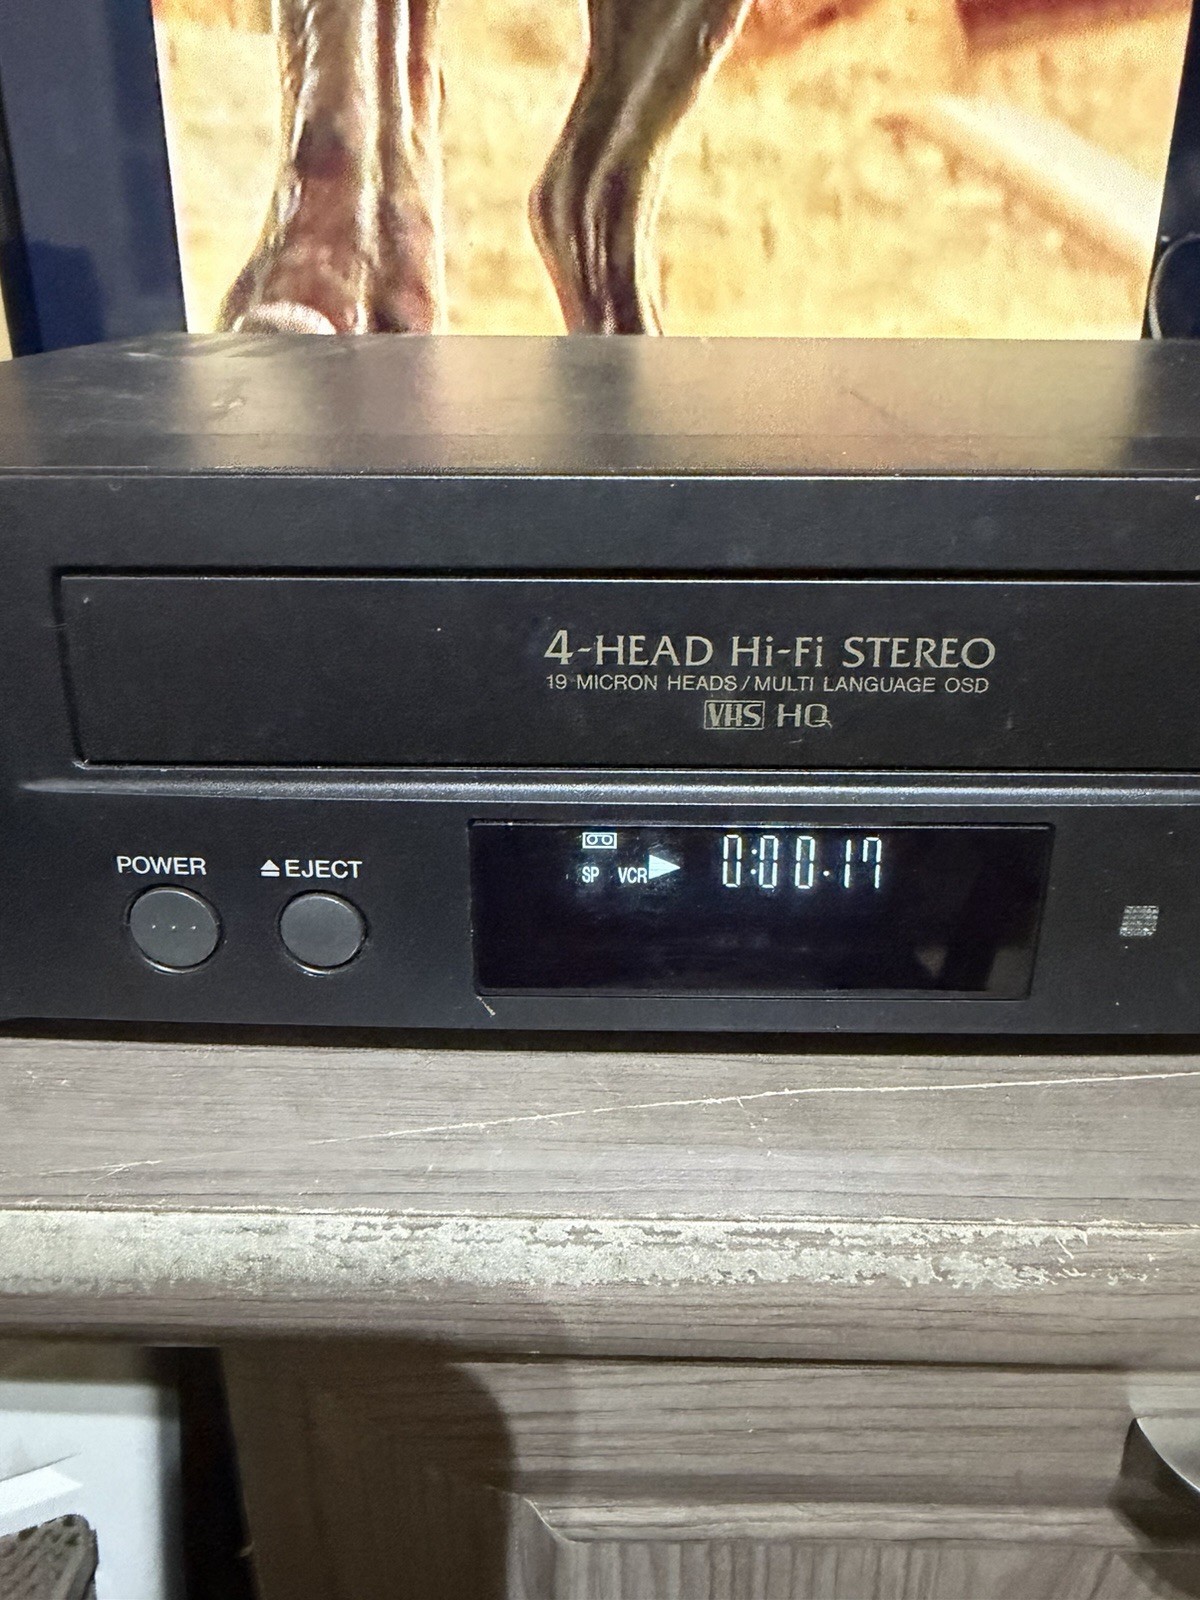 4-HEAD Hi-Fi STEREO
19 MICRON HEADS/MULTI LANGUAGE OSD
VHS HQ
POWER
EJECT
SP VCR
0:00.17